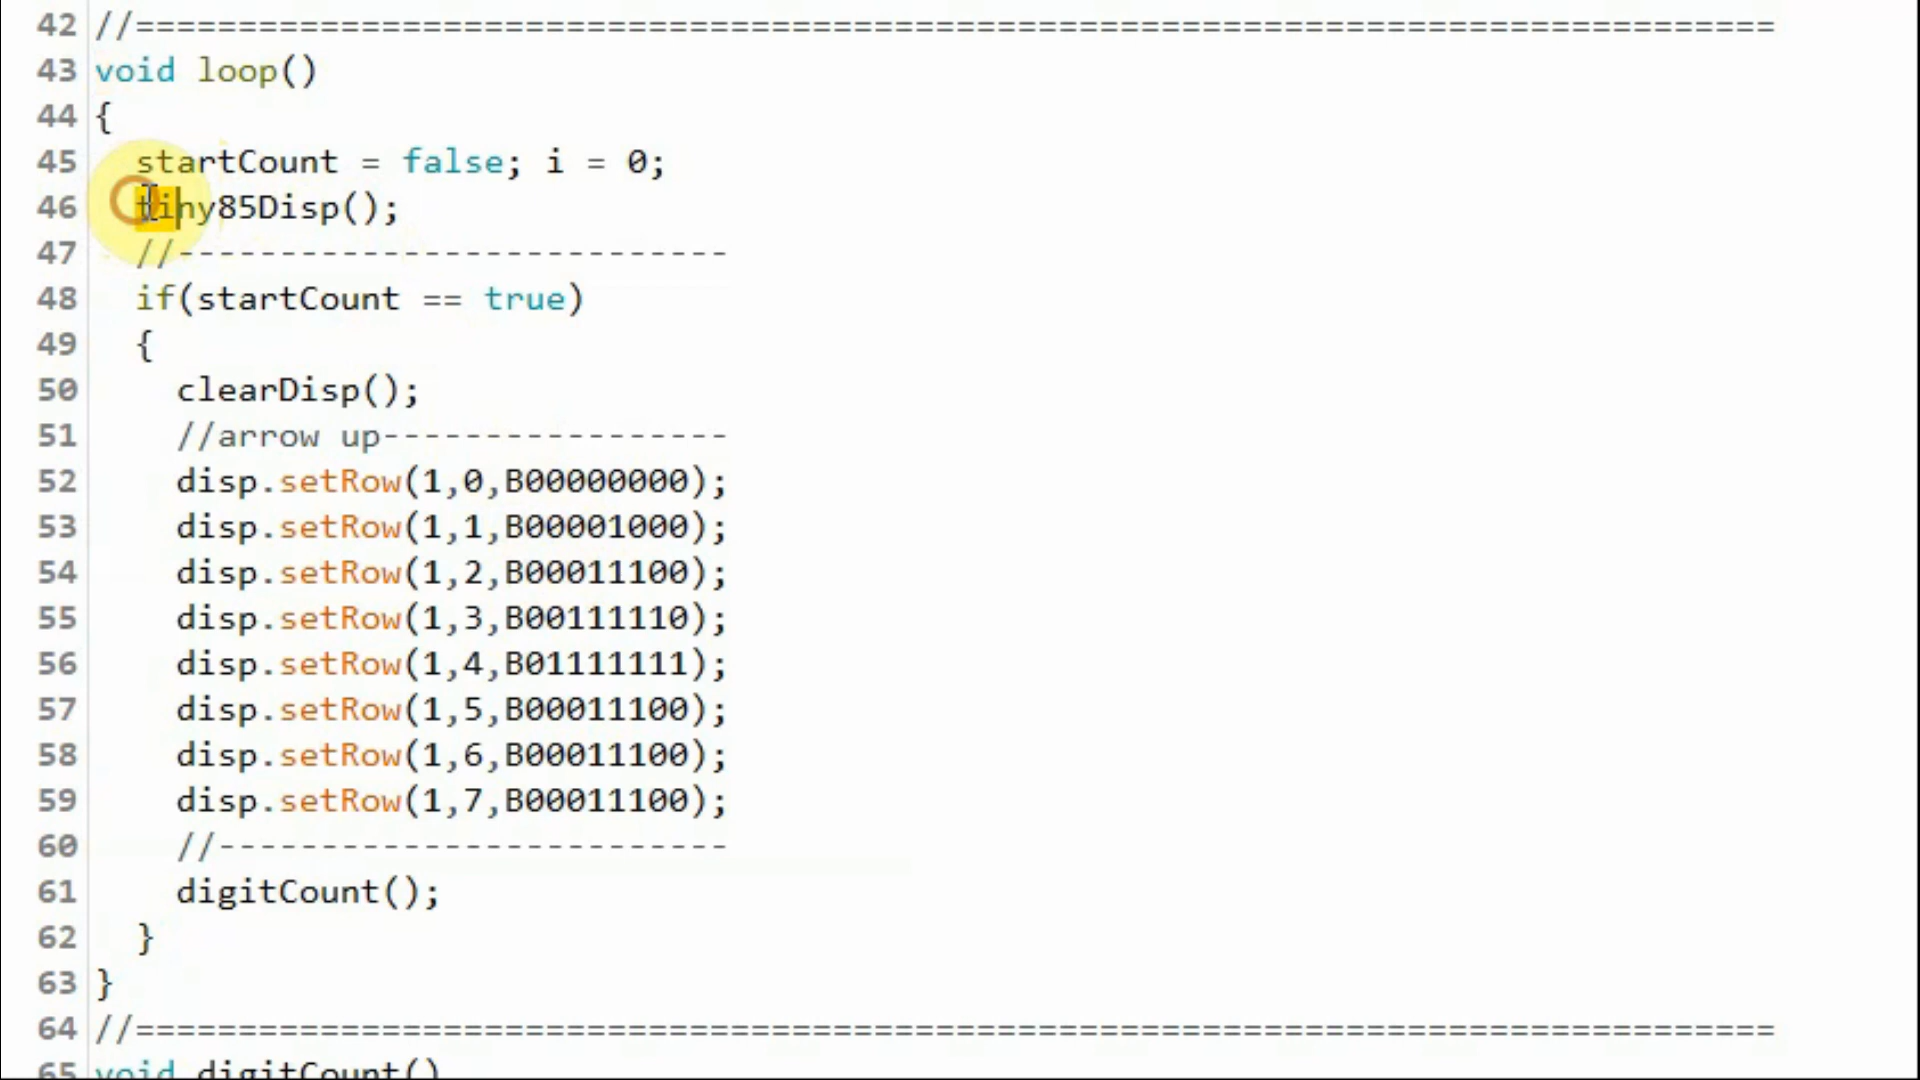 42 //================================================================================
43 void loop()
44 {
45 startCount = false; i = 0;
46 tiny85Disp();
47 //---------------------------
48 if(startCount == true)
49 {
50 clearDisp();
51 //arrow up-----------------
52 disp.setRow(1,0,B00000000);
53 disp.setRow(1,1,B00001000);
54 disp.setRow(1,2,B00011100);
55 disp.setRow(1,3,B00111110);
56 disp.setRow(1,4,B01111111);
57 disp.setRow(1,5,B00011100);
58 disp.setRow(1,6,B00011100);
59 disp.setRow(1,7,B00011100);
60 //-------------------------
61 digitCount();
62 }
63 }
64 //================================================================================
65 void digitCount()